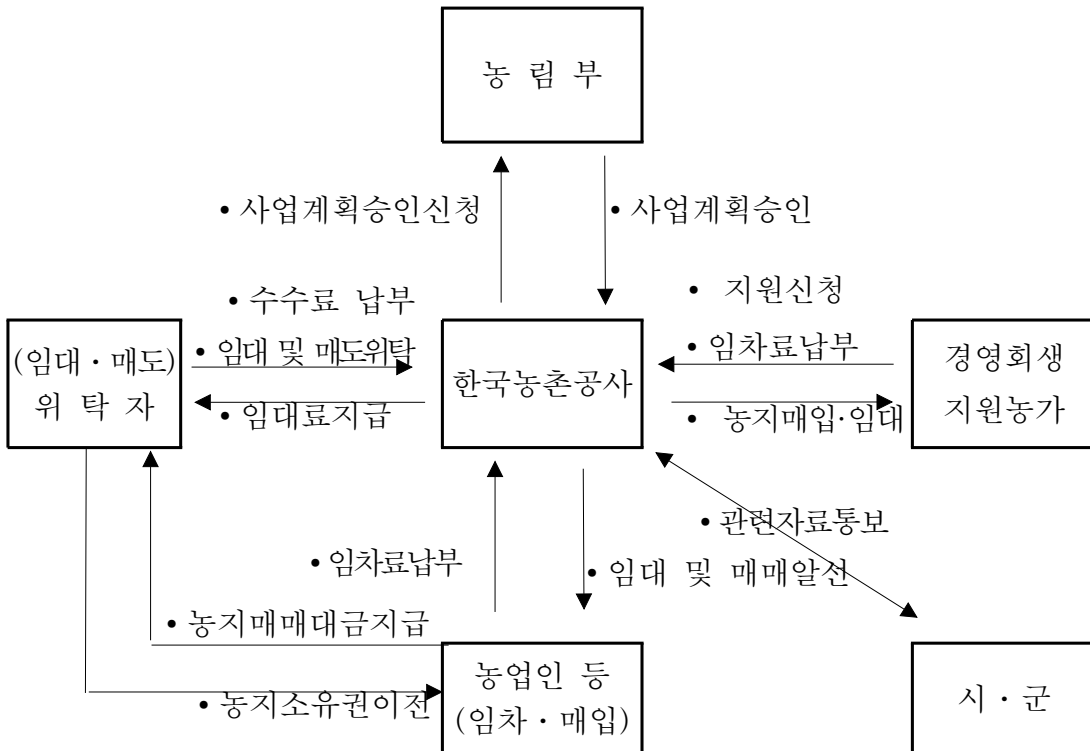 농 림 부
• 사업계획승인신청
• 사업계획승인
• 수수료 납부
• 지원신청
(임대 · 매도)
위 탁 자
• 임대 및 매도위탁
• 임대료지급
한국농촌공사
• 임차료납부
• 농지매입·임대
경영회생
지원농가
• 관련자료통보
• 임차료납부
• 임대 및 매매알선
• 농지매매대금지급
• 농지소유권이전
농업인 등
(임차 · 매입)
시 · 군